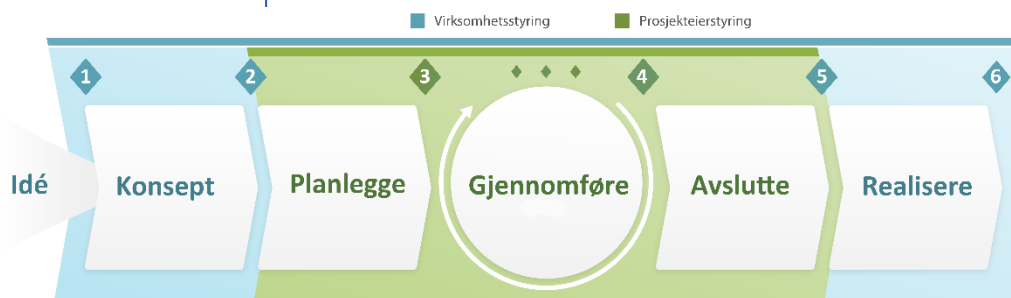 Virksomhetsstyring
Prosjekteierstyring
1
2
3
4
5
6
Idé
Konsept
Planlegge
Gjennomføre
Avslutte
Realisere